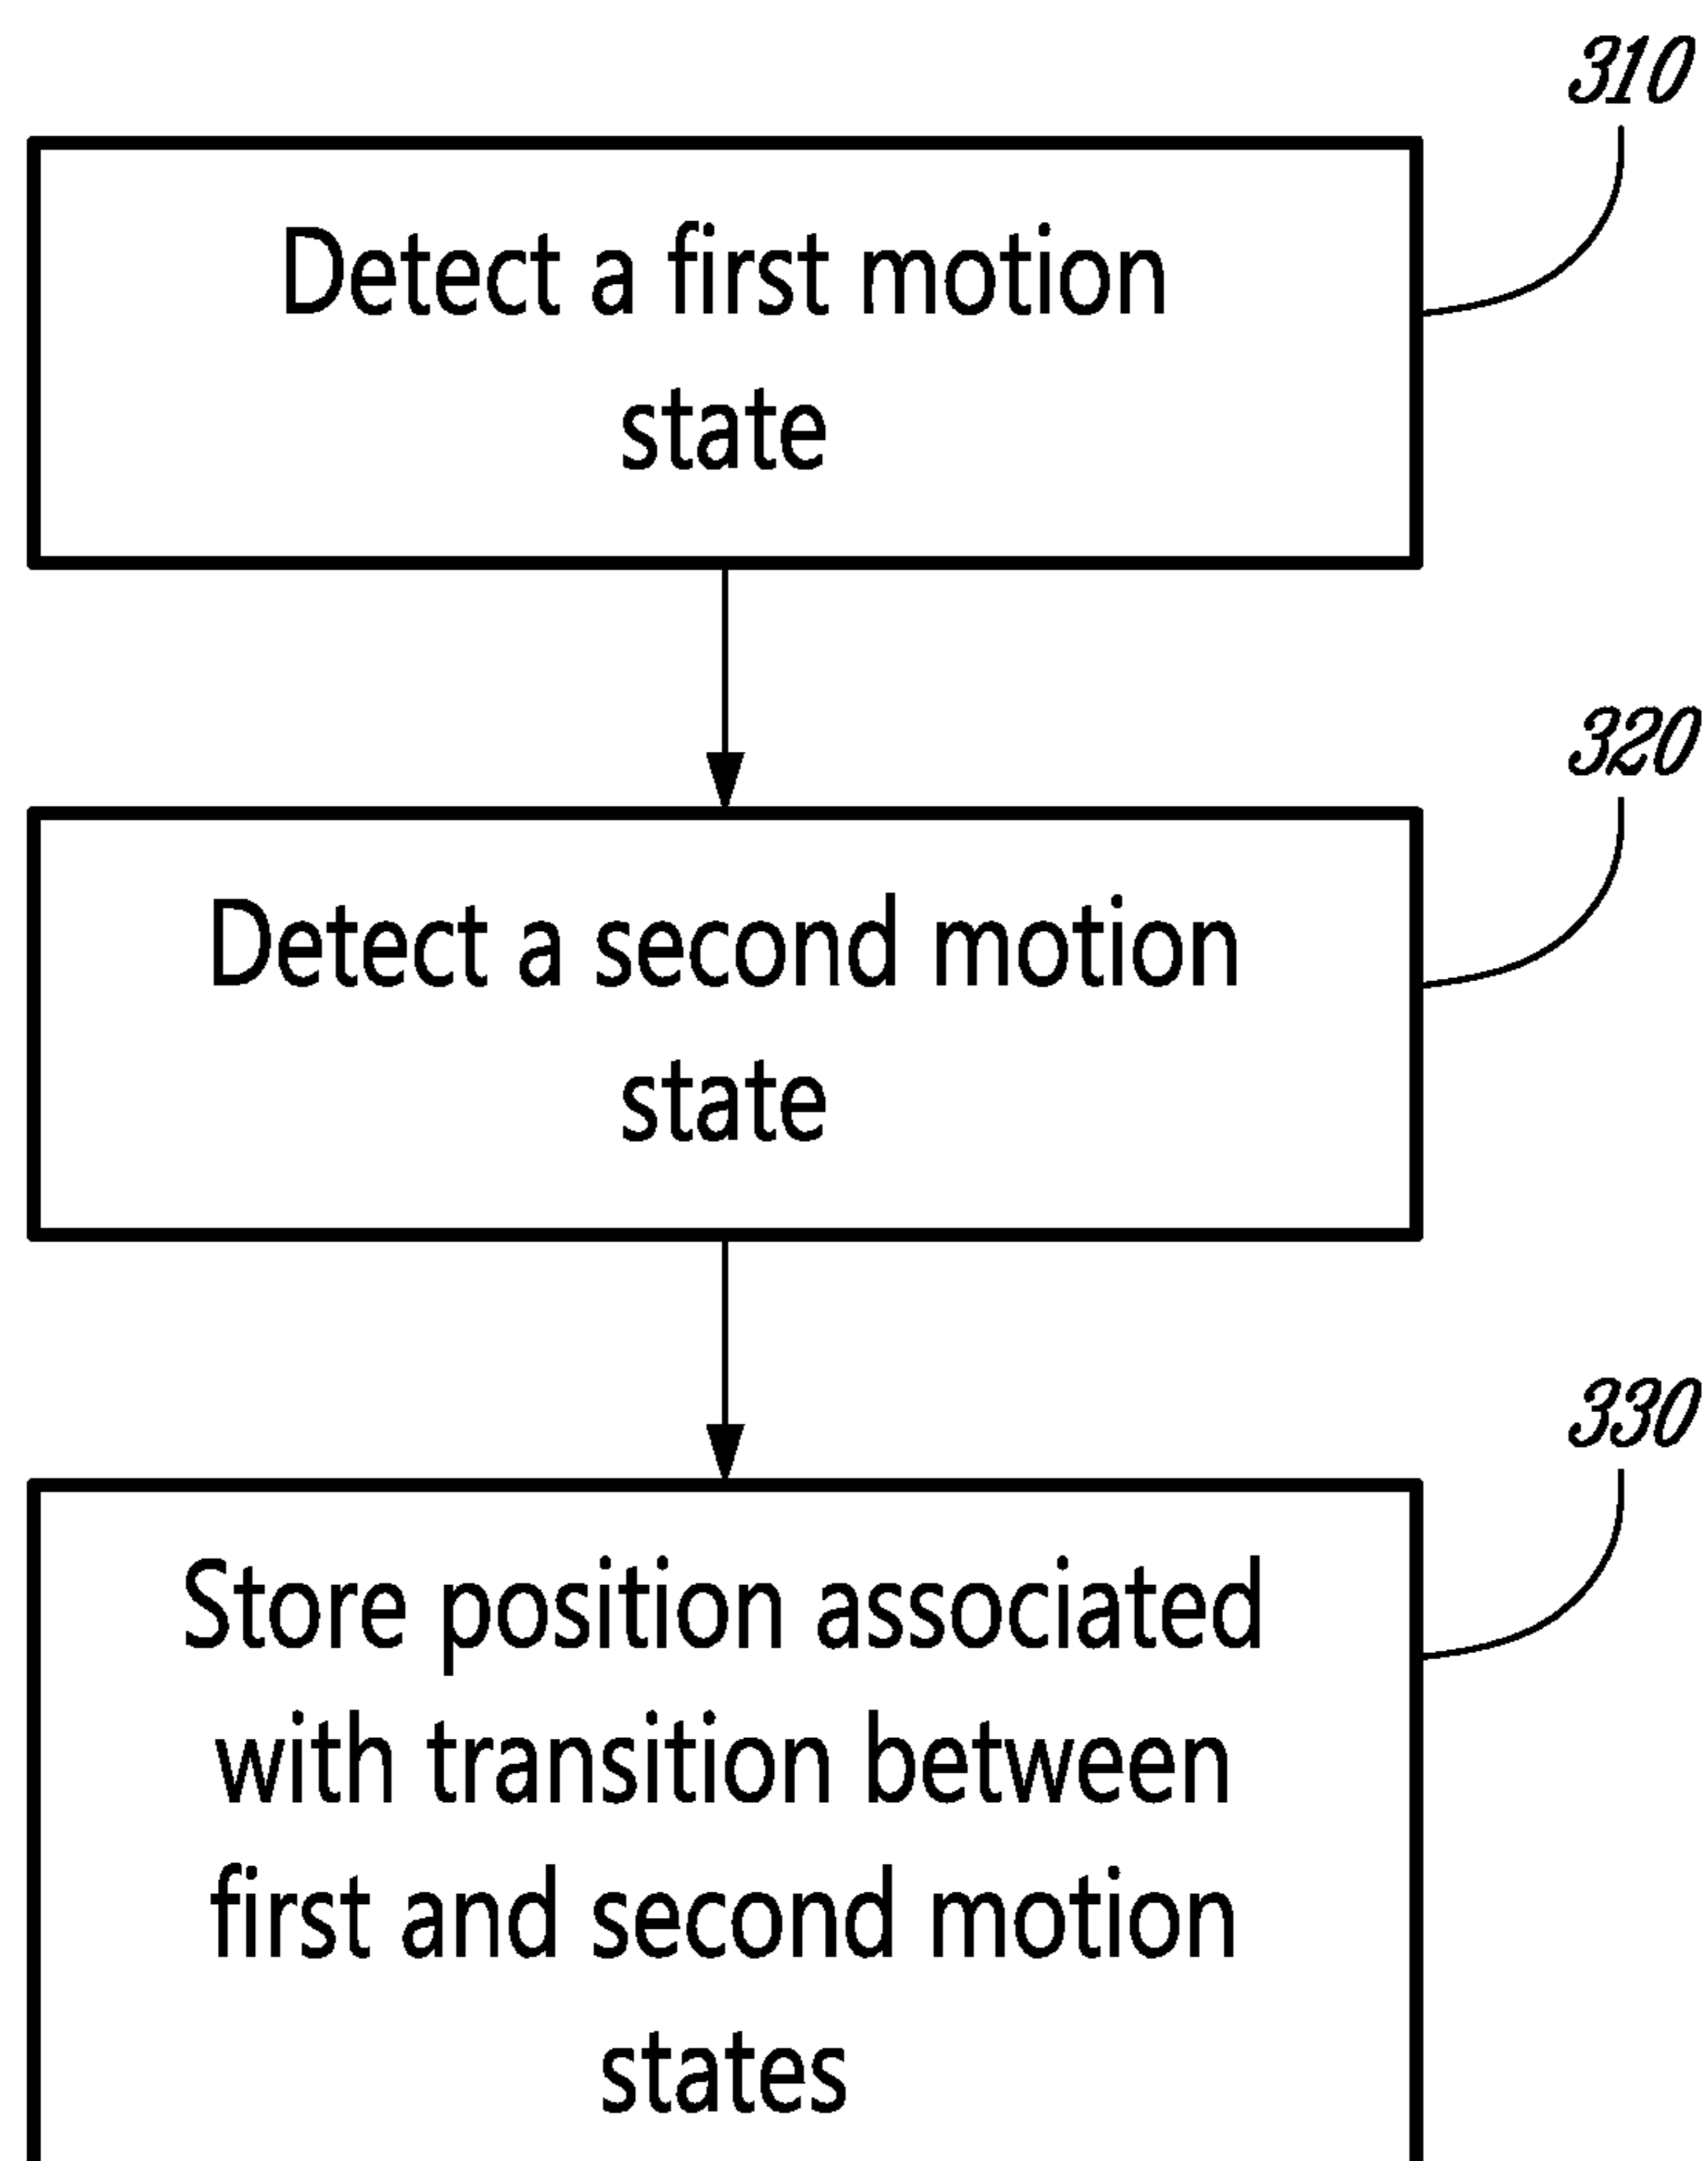 310
Detect a first motion
state
320
Detect a second motion
state
330
Store position associated
with transition between
first and second motion
states